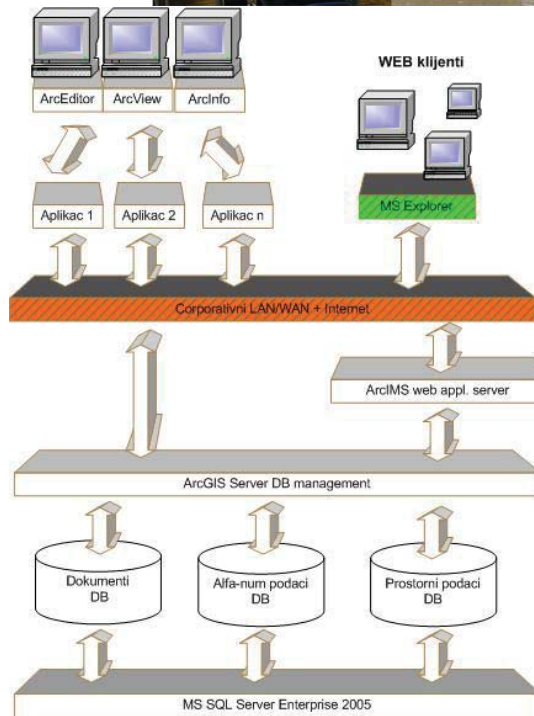 WEB klijenti
ArcEditor
ArcView
ArcInfo
Aplikac 1
Aplikac 2
Aplikac n
MS Exploret
Corporativni LAN/WAN + Internet
ArcIMS web appl. server
ArcGIS Server DB management
Dokumenti
DB
Alfa-num podaci
DB
Prostorni podaci
DB
MS SQL Server Enterprise 2005